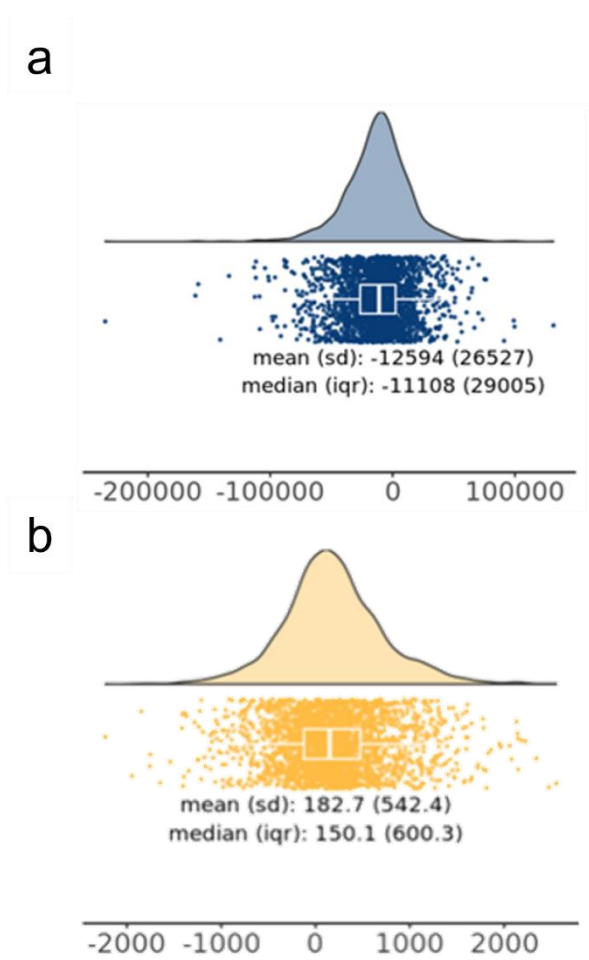 a
mean (sd): -12594 (26527)
median (iqr): -11108 (29005)
-200000 -100000 0 100000
b
mean (sd): 182.7 (542.4)
median (iqr): 150.1 (600.3)
-2000 -1000 0 1000 2000